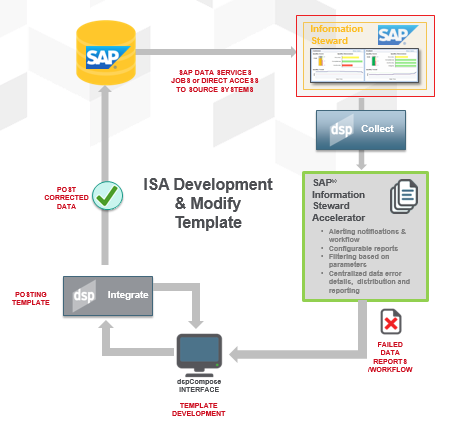 SAP
SAP DATA SERVICES
JOBS or DIRECT ACCESS
TO SOURCE SYSTEMS
Information
Steward
SAP
dsp Collect
SAP®
Information
Steward
Accelerator
• Alerting notifications &
workflow
• Configurable reports
• Filtering based on
parameters
• Centralized data error
details, distribution and
reporting
POST
CORRECTED
DATA
ISA Development
& Modify
Template
POSTING
TEMPLATE
dsp Integrate
FAILED
DATA
REPORTS
/WORKFLOW
dspCompose
INTERFACE
TEMPLATE
DEVELOPMENT